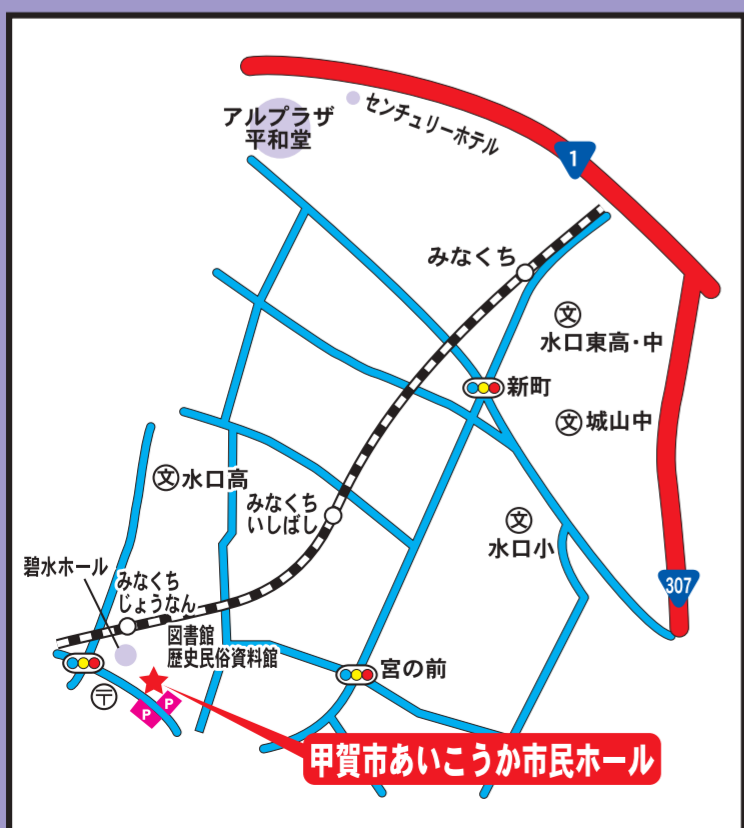 アルプラザ
平和堂
センチュリーホテル
1
みなくち
文
水口東高・中
新町
文 城山中
文 水口高
みなくち
いしばし
文
水口小
碧水ホール
みなくち
じょうなん
307
図書館
歴史民俗資料館
宮の前
〒
P
P
甲賀市あいこうか市民ホール